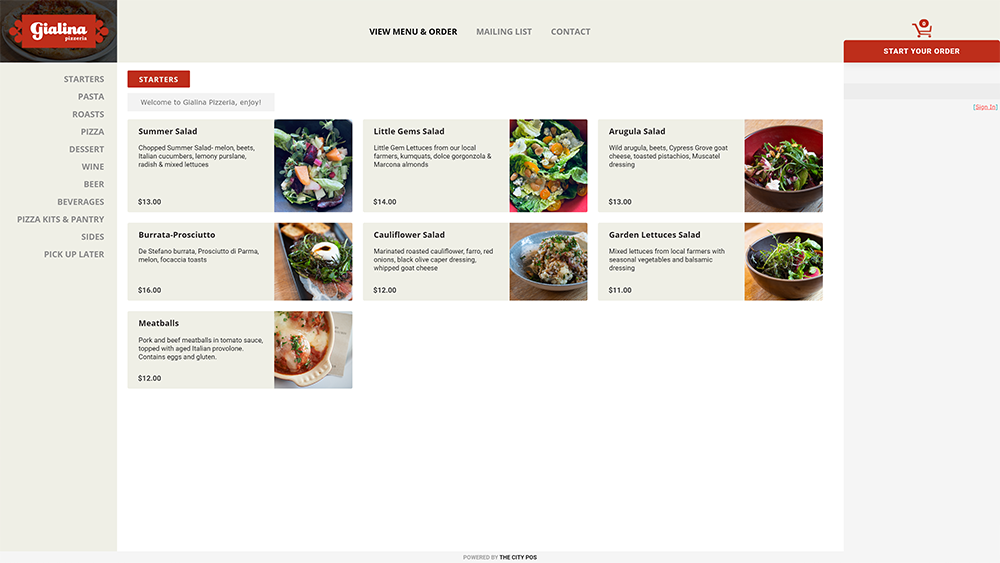 Gialina
pizzeria
VIEW MENU & ORDER
MAILING LIST
CONTACT
0
START YOUR ORDER
[Sign In]
STARTERS
PASTA
ROASTS
PIZZA
DESSERT
WINE
BEER
BEVERAGES
PIZZA KITS & PANTRY
SIDES
PICK UP LATER
STARTERS
Welcome to Gialina Pizzeria, enjoy!
Summer Salad
Chopped Summer Salad- melon, beets,
Italian cucumbers, lemony purslane,
radish & mixed lettuces
$13.00
Little Gems Salad
Little Gem Lettuces from our local
farmers, kumquats, dolce gorgonzola &
Marcona almonds
$14.00
Arugula Salad
Wild arugula, beets, Cypress Grove goat
cheese, toasted pistachios, Muscatel
dressing
$13.00
Burrata-Prosciutto
De Stefano burrata, Prosciutto di Parma,
melon, focaccia toasts
$16.00
Cauliflower Salad
Marinated roasted cauliflower, farro, red
onions, black olive caper dressing,
whipped goat cheese
$12.00
Garden Lettuces Salad
Mixed lettuces from local farmers with
seasonal vegetables and balsamic
dressing
$11.00
Meatballs
Pork and beef meatballs in tomato sauce,
topped with aged Italian provolone.
Contains eggs and gluten.
$12.00
POWERED BY THE CITY POS